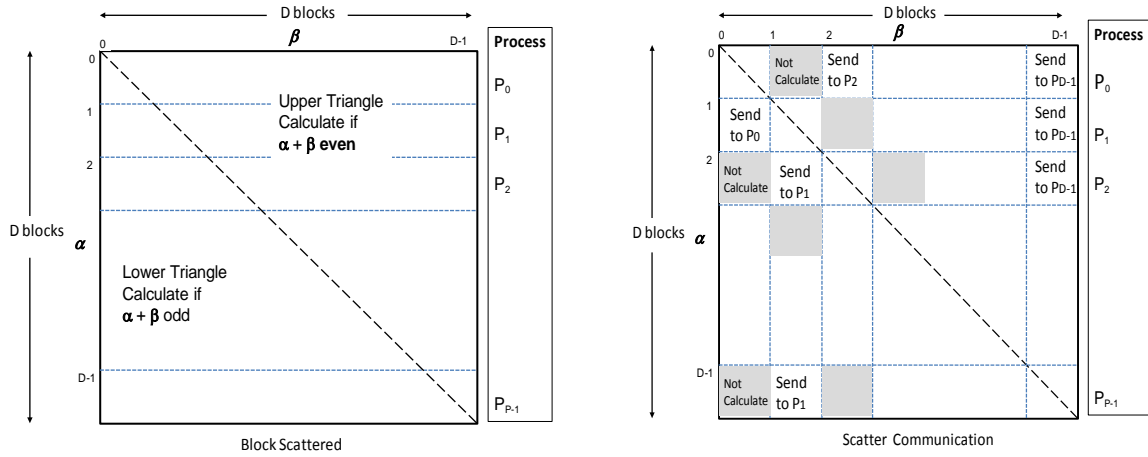 D blocks
β
0
D-1
Process
0
1
2
D-1
D blocks
α
Upper Triangle
Calculate if
α + β even
Lower Triangle
Calculate if
α + β odd
P0
P1
P2
PP-1
Block Scattered
D blocks
0
1
2
β
D-1
Process
0
1
2
D-1
D blocks
α
Not
Calculate
Send
to P2
Send
to PD-1
P0
Send
to P0
Send
to PD-1
P1
Not
Calculate
Send
to P1
Send
to PD-1
P2
Not
Calculate
Send
to P1
PP-1
Scatter Communication